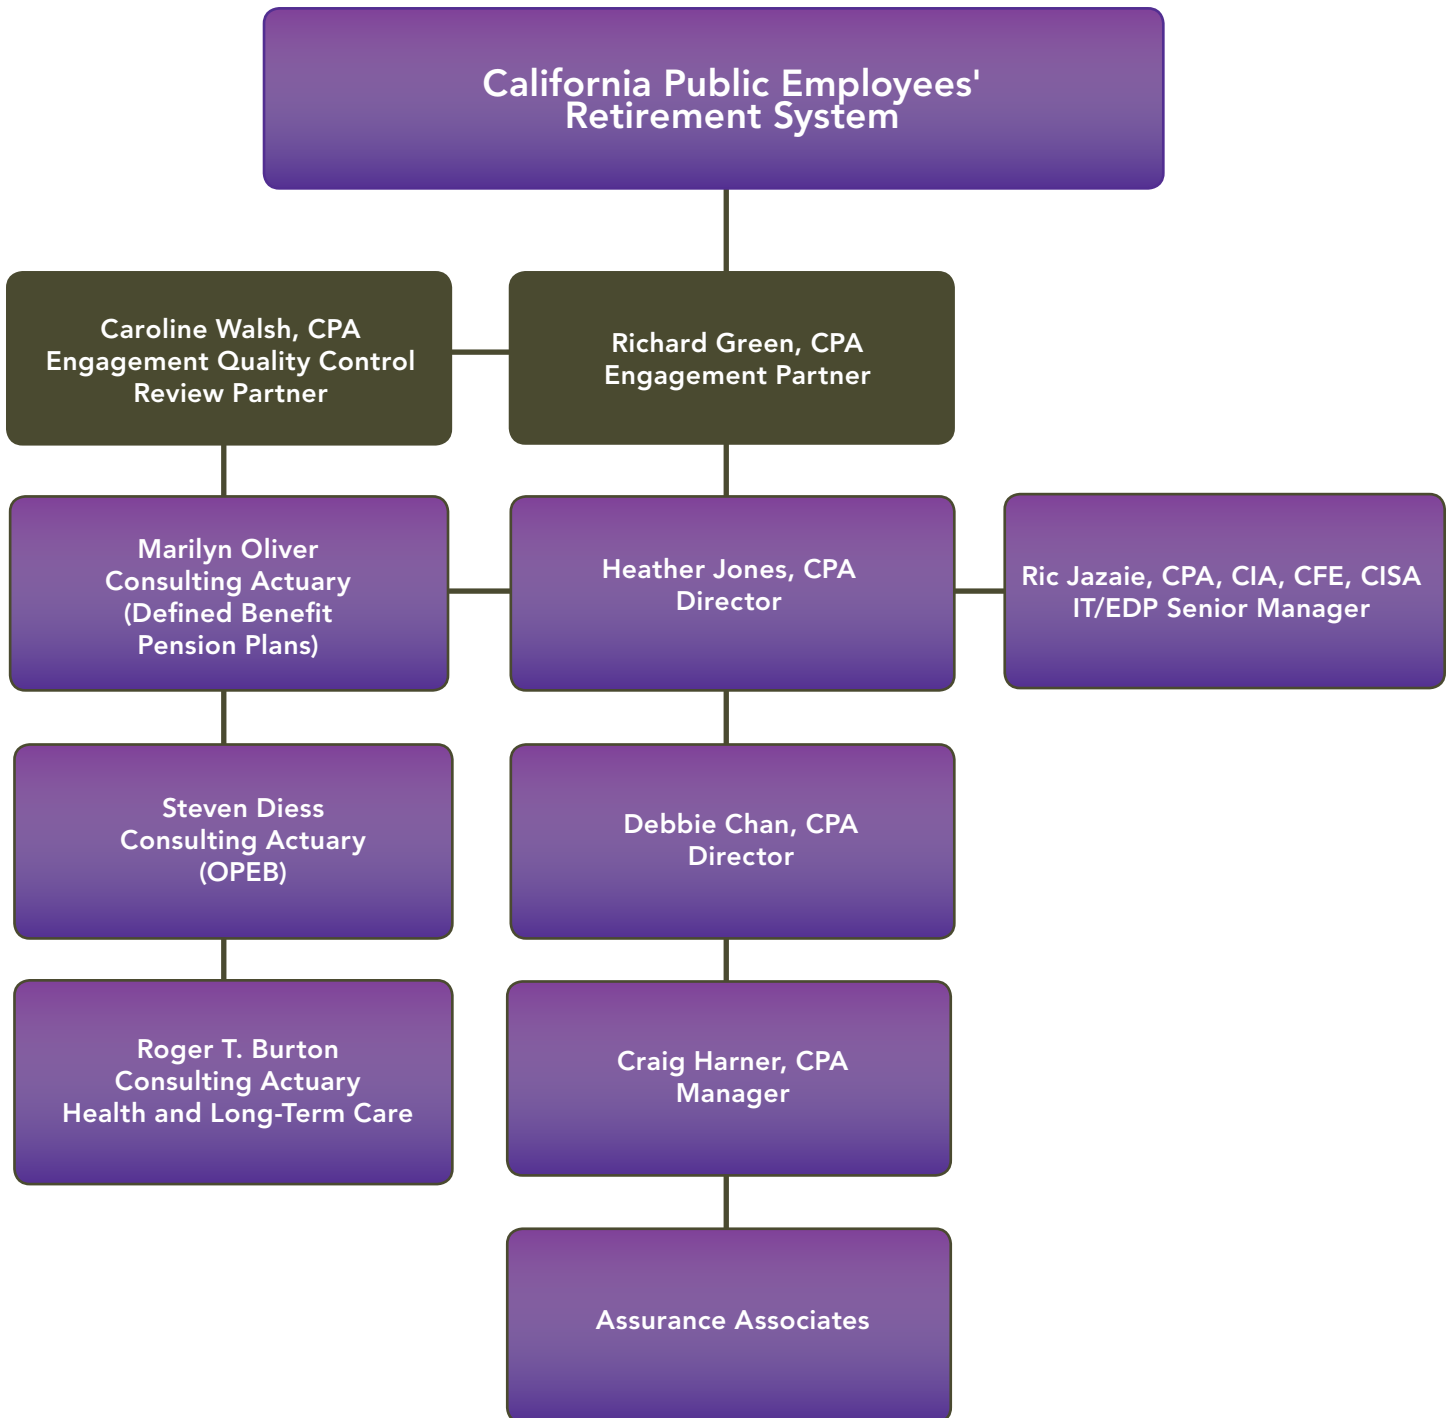 California Public Employees'
Retirement System
Caroline Walsh, CPA
Engagement Quality Control
Review Partner
Richard Green, CPA
Engagement Partner
Marilyn Oliver
Consulting Actuary
(Defined Benefit
Pension Plans)
Heather Jones, CPA
Director
Ric Jazaie, CPA, CIA, CFE, CISA
IT/EDP Senior Manager
Steven Diess
Consulting Actuary
(OPEB)
Debbie Chan, CPA
Director
Roger T. Burton
Consulting Actuary
Health and Long-Term Care
Craig Harner, CPA
Manager
Assurance Associates